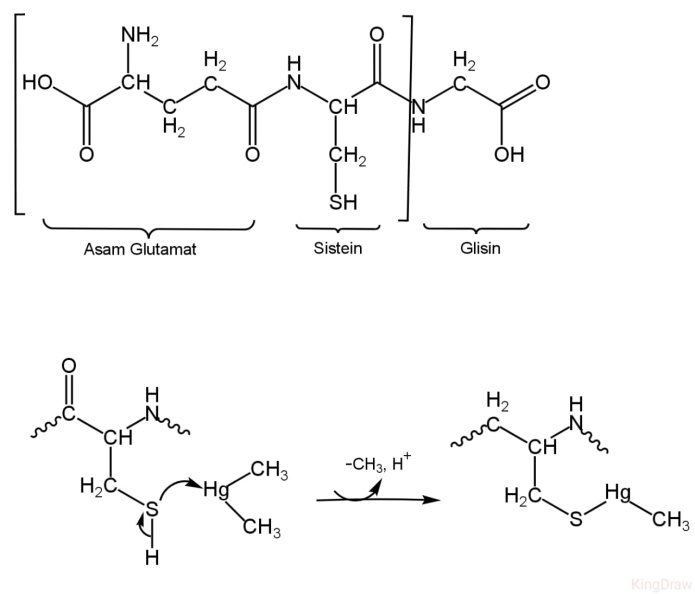 NH₂
O
H₂
H
H₂
HO
CH
C
N
CH
N
H
C
O
C
H₂
O
O
CH₂
OH
SH
Asam Glutamat
Sistein
Glisin
O
H
C
N
CH
H₂C
S
H
Hg
CH₃
CH₃
-CH₃, H⁺
H₂
C
H
N
CH
H₂C
S
Hg
CH₃
KingDraw